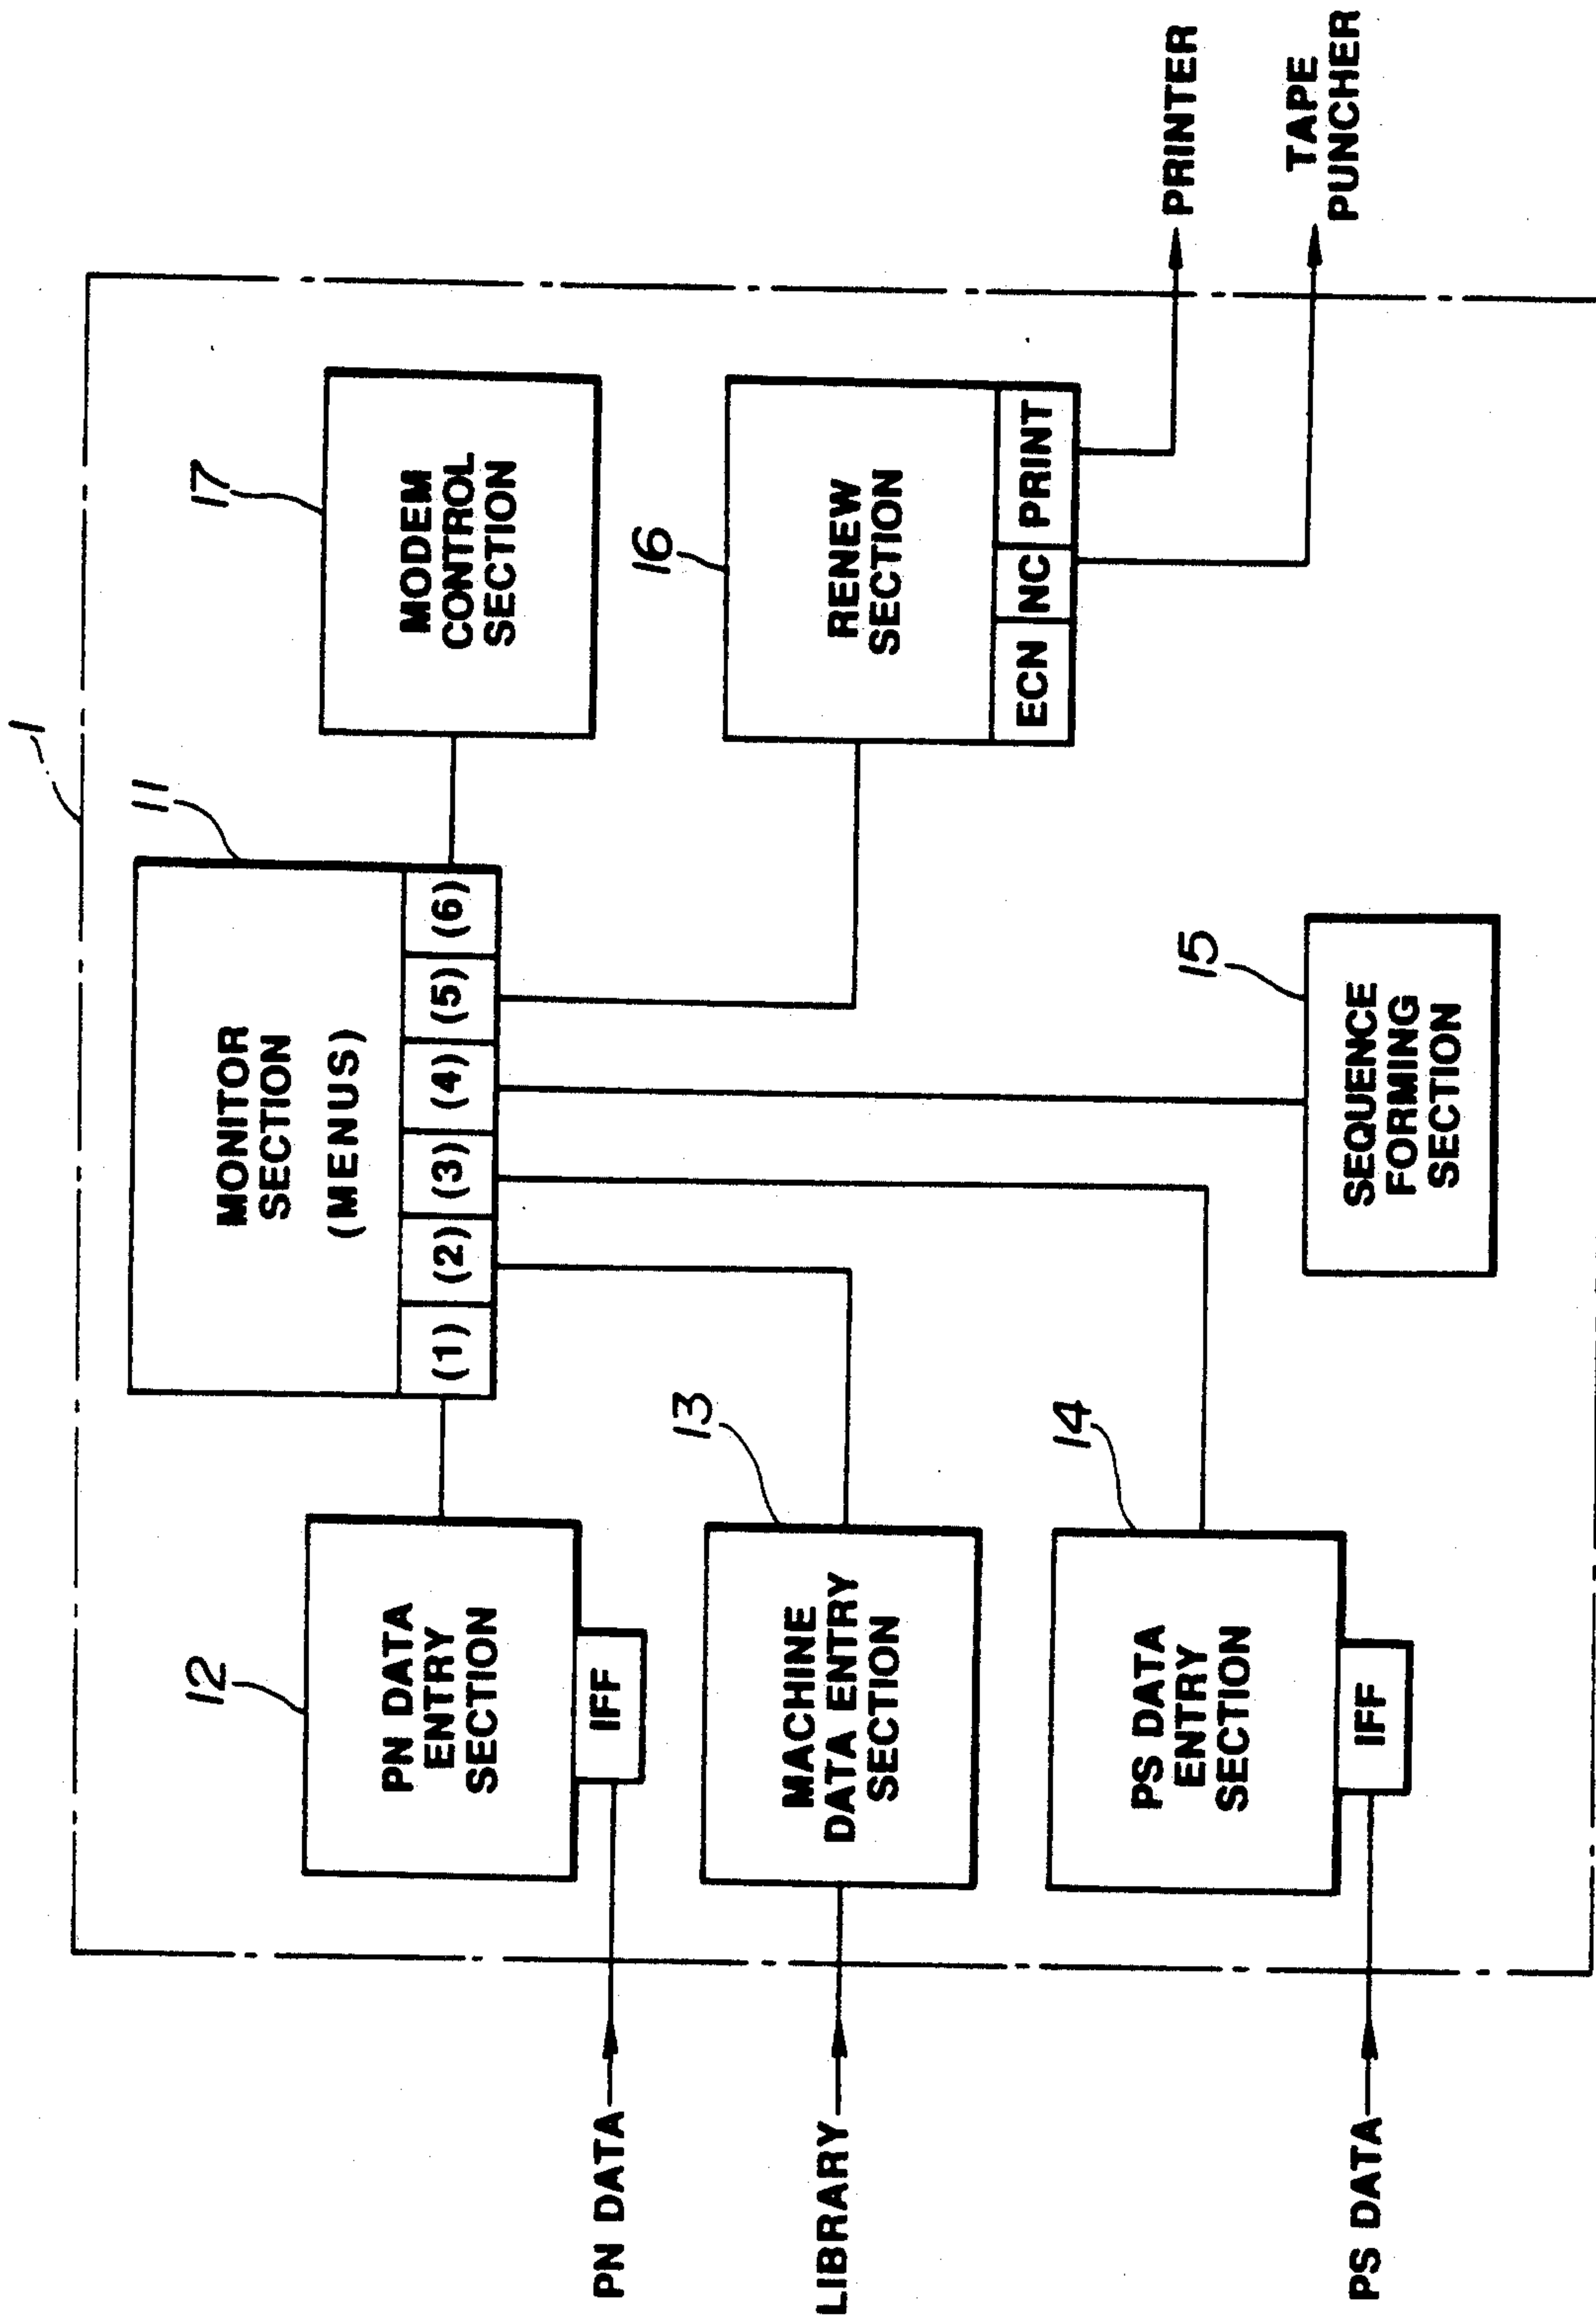 1
11
MONITOR
SECTION
(MENUS)
(1) (2) (3) (4) (5) (6)
12
PN DATA
ENTRY
SECTION
IFF
PN DATA
13
MACHINE
DATA ENTRY
SECTION
LIBRARY
14
PS DATA
ENTRY
SECTION
IFF
PS DATA
15
SEQUENCE
FORMING
SECTION
17
MODEM
CONTROL
SECTION
16
RENEW
SECTION
ECN NC PRINT
PRINTER
TAPE
PUNCHER